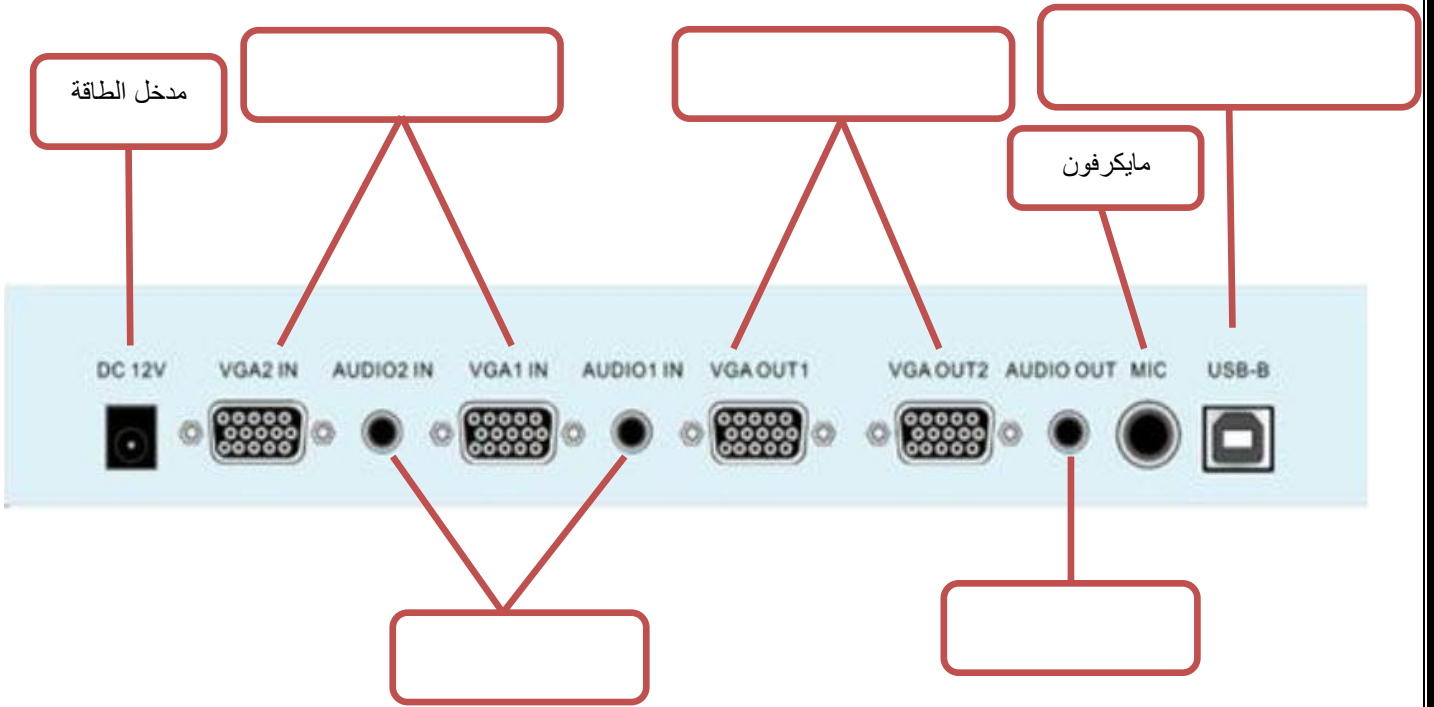 مدخل الطاقة
مايكرفون
DC 12V
VGA2 IN
AUDIO2 IN
VGA1 IN
AUDIO1 IN
VGA OUT1
VGA OUT2
AUDIO OUT
MIC
USB-B